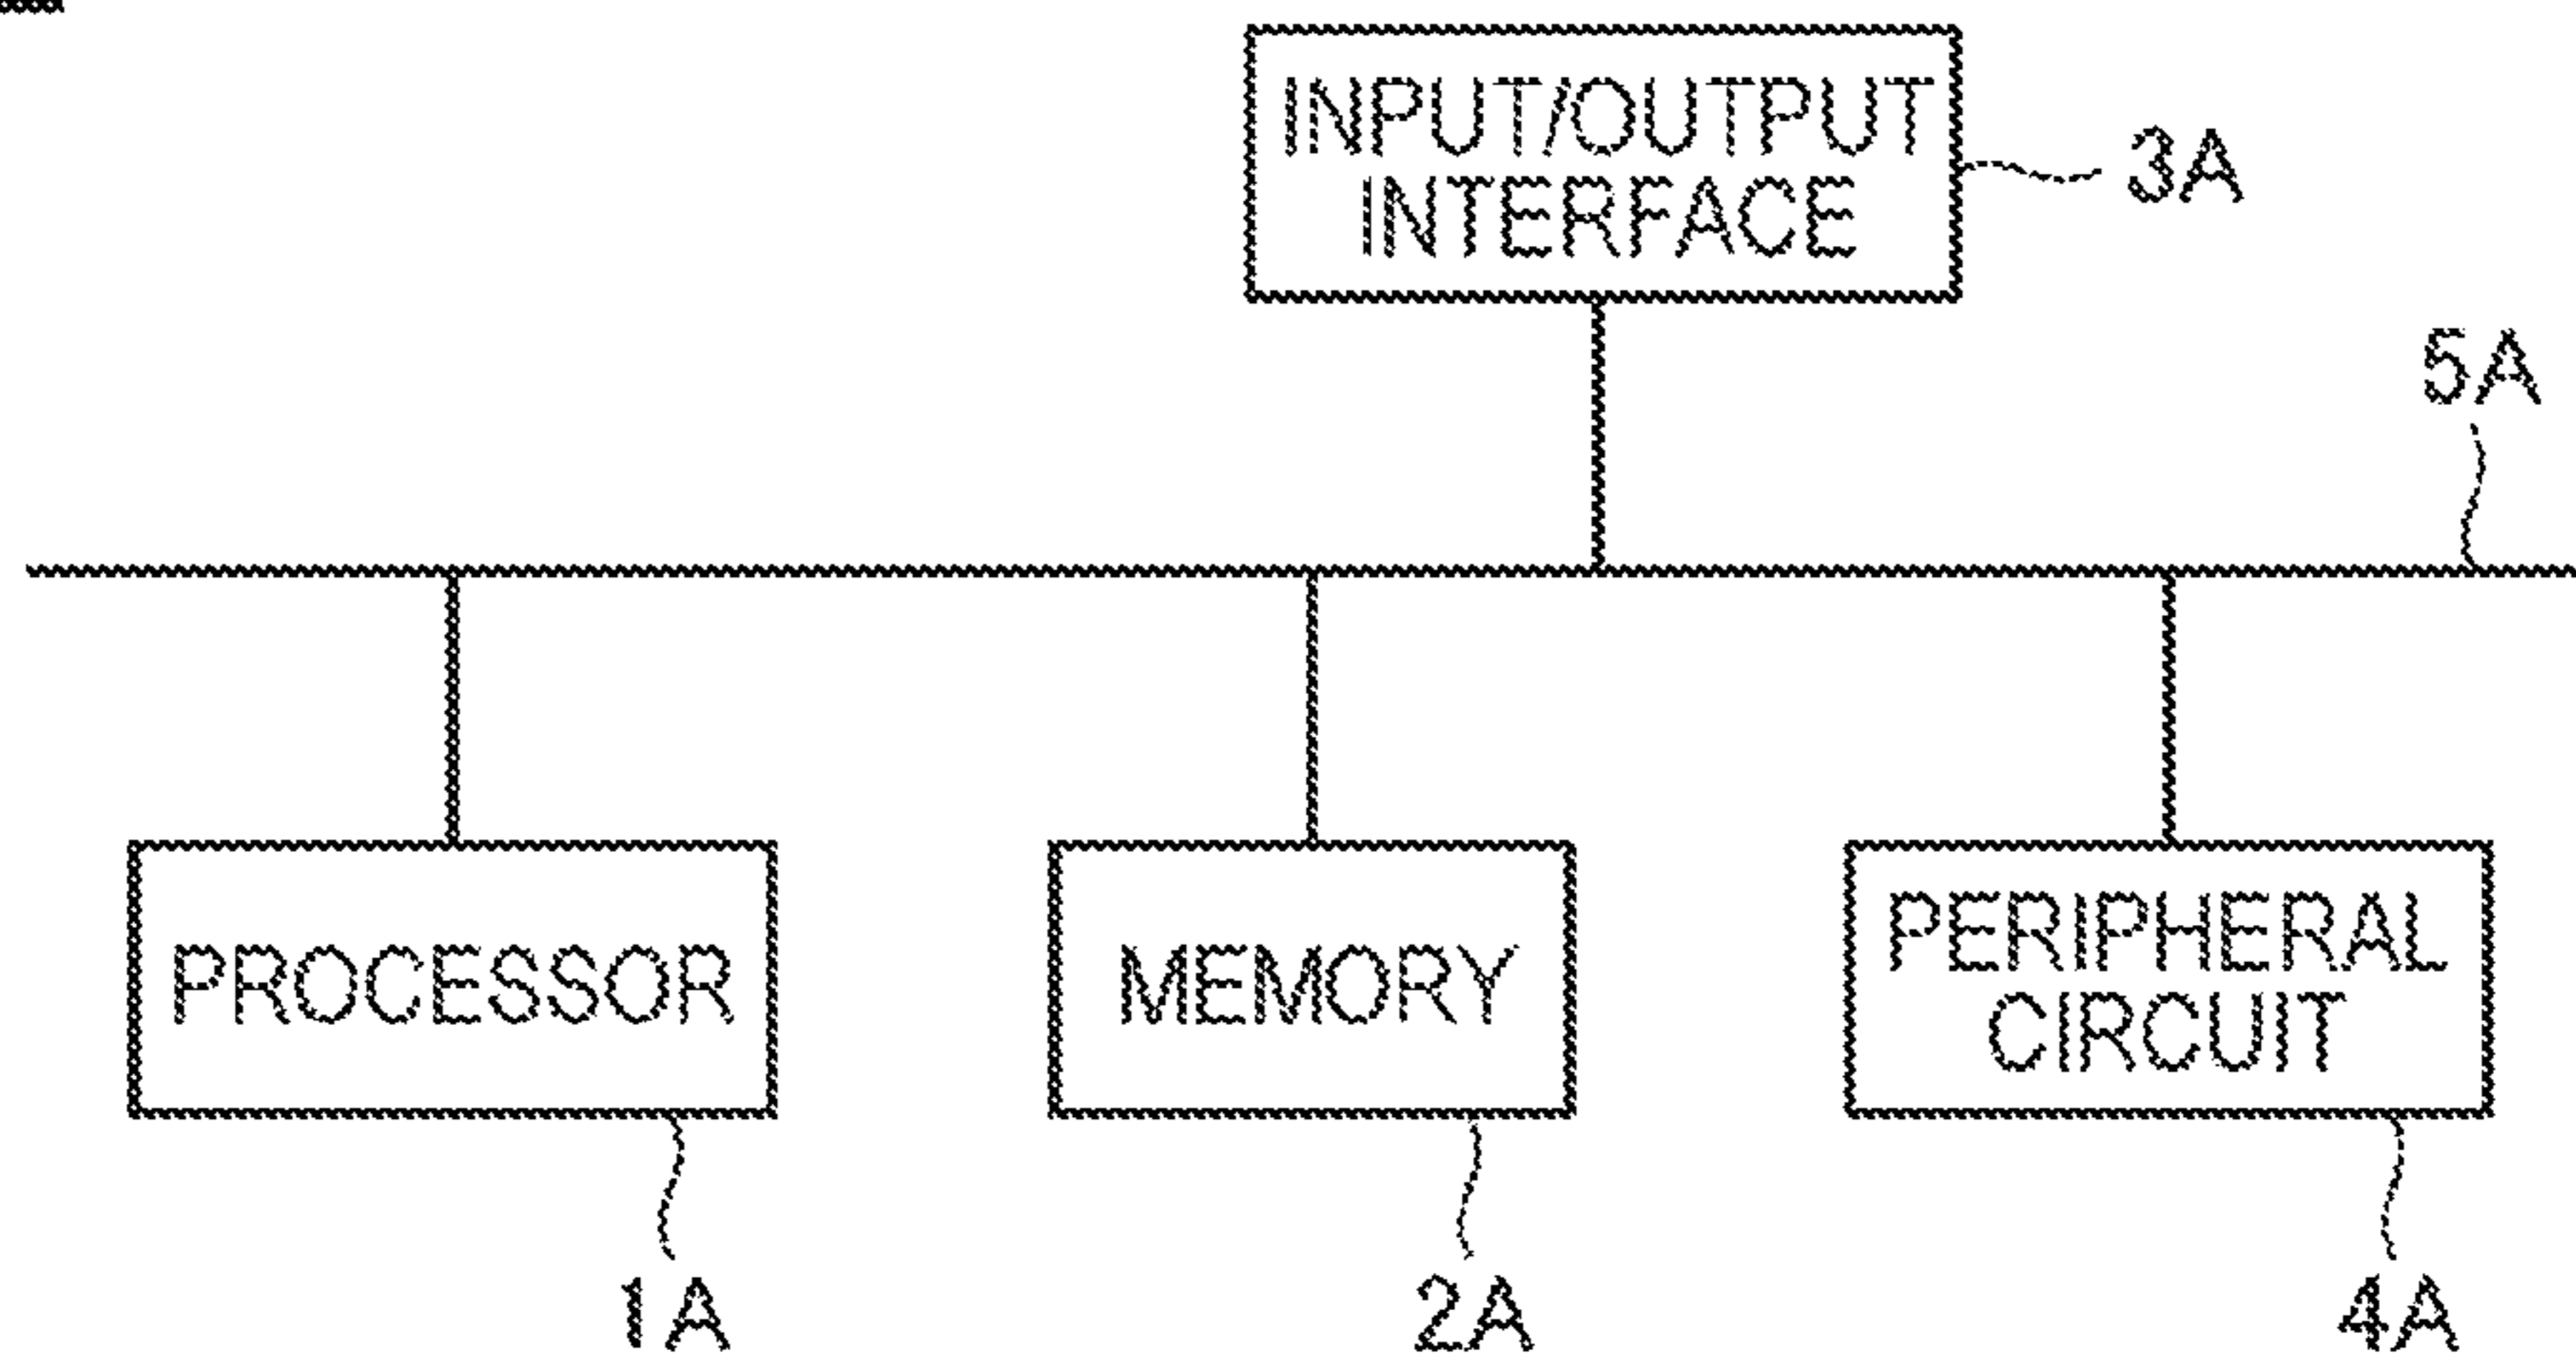 INPUT/OUTPUT
INTERFACE
3A
5A
PROCESSOR
MEMORY
PERIPHERAL
CIRCUIT
1A
2A
4A